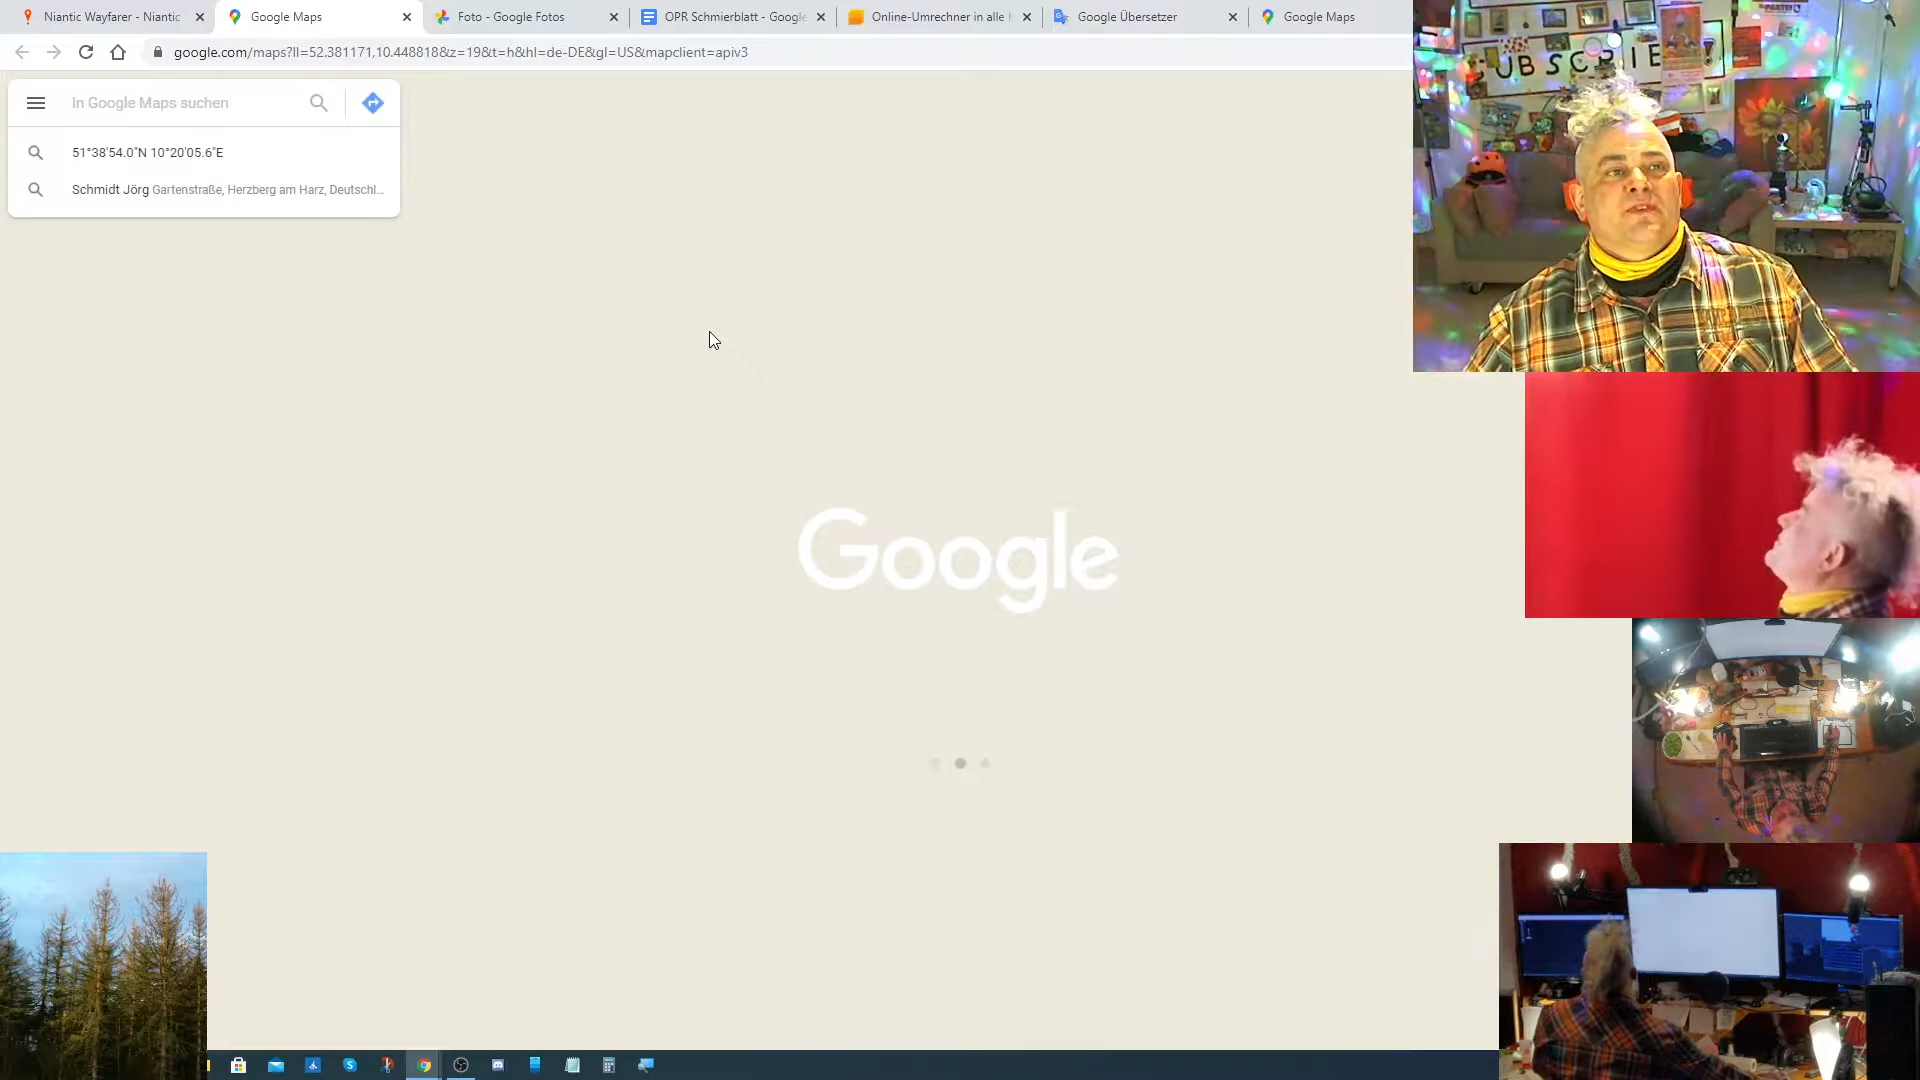 Niantic Wayfarer - Niantic
Google Maps
Foto - Google Fotos
OPR Schmierblatt - Google
Online-Umrechner in alle
Google Übersetzer
Google Maps
google.com/maps?ll=52.381171,10.448818&z=19&t=h&hl=de-DE&gl=US&mapclient=apiv3
In Google Maps suchen
51°38'54.0"N 10°20'05.6"E
Schmidt Jörg Gartenstraße, Herzberg am Harz, Deutschl...
Google
UBSCRIE